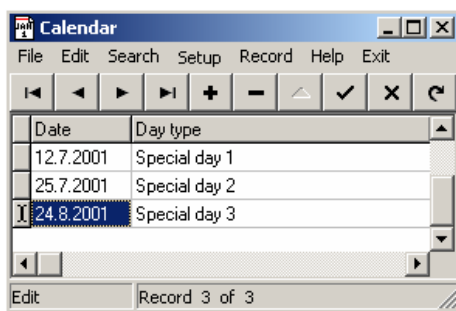 Calendar
File Edit Search Setup Record Help Exit
Date Day type
12.7.2001 Special day 1
25.7.2001 Special day 2
24.8.2001 Special day 3
Edit Record 3 of 3